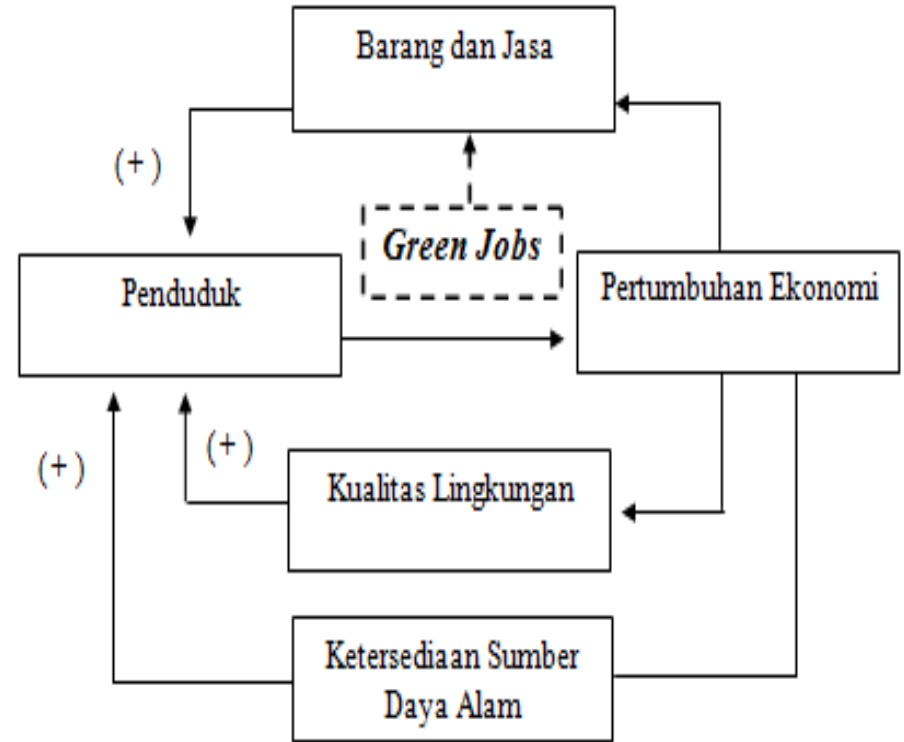 Barang dan Jasa
(+)
Green Jobs
Penduduk
Pertumbuhan Ekonomi
(+)
(+)
Kualitas Lingkungan
Ketersediaan Sumber
Daya Alam